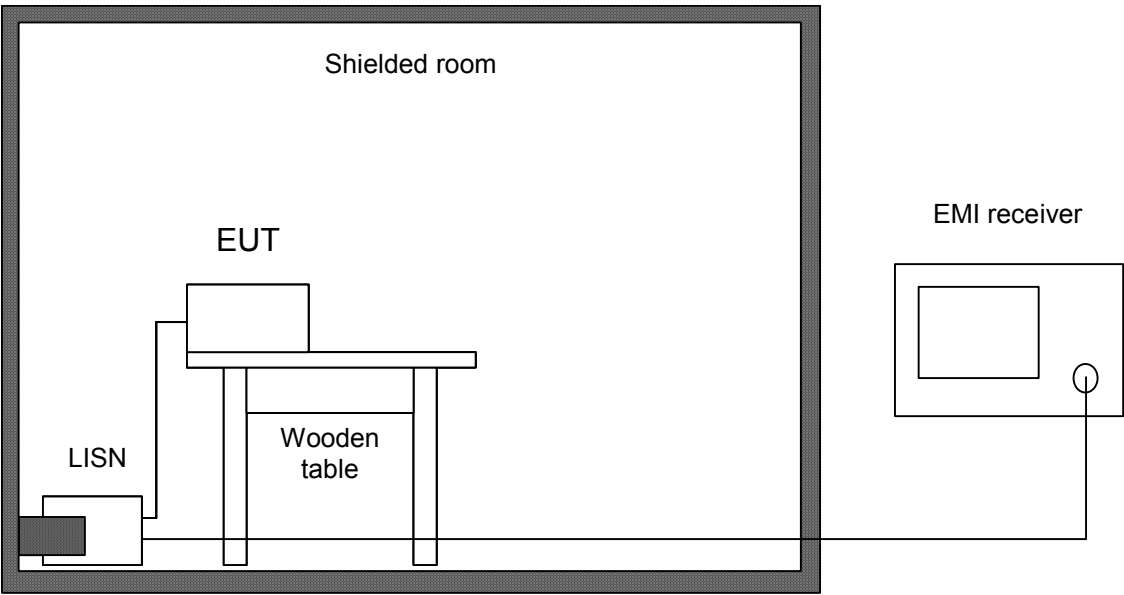 Shielded room
EMI receiver
EUT
Wooden
table
LISN